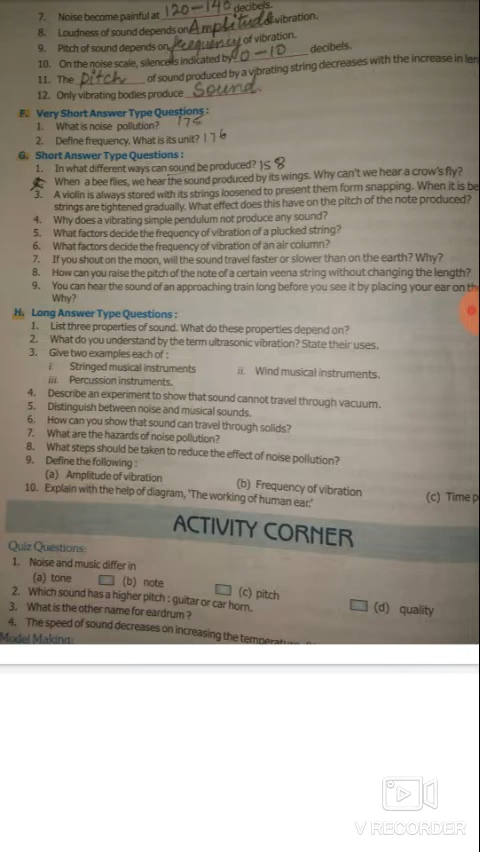 7. Noise become painful at 120-140 decibels.
8. Loudness of sound depends on Amplitude of vibration.
9. Pitch of sound depends on frequency of vibration.
10. On the noise scale, silence is indicated by 0-10 decibels.
11. The pitch of sound produced by a vibrating string decreases with the increase in len
12. Only vibrating bodies produce sound.
F. Very Short Answer Type Questions :
1. What is noise pollution?
2. Define frequency. What is its unit? 176
G. Short Answer Type Questions :
1. In what different ways can sound be produced? 158
When a bee flies, we hear the sound produced by its wings. Why can't we hear a crow's fly?
3. A violin is always stored with its strings loosened to present them form snapping. When it is be
strings are tightened gradually. What effect does this have on the pitch of the note produced?
4. Why does a vibrating simple pendulum not produce any sound?
5. What factors decide the frequency of vibration of a plucked string?
6. What factors decide the frequency of vibration of an air column?
7. If you shout on the moon, will the sound travel faster or slower than on the earth? Why?
8. How can you raise the pitch of the note of a certain veena string without changing the length?
9. You can hear the sound of an approaching train long before you see it by placing your ear on th
Why?
H. Long Answer Type Questions :
1. List three properties of sound. What do these properties depend on?
2. What do you understand by the term ultrasonic vibration? State their uses.
3. Give two examples each of :
i. Stringed musical instruments ii. Wind musical instruments.
iii. Percussion instruments.
4. Describe an experiment to show that sound cannot travel through vacuum.
5. Distinguish between noise and musical sounds.
6. How can you show that sound can travel through solids?
7. What are the hazards of noise pollution?
8. What steps should be taken to reduce the effect of noise pollution?
9. Define the following :
(a) Amplitude of vibration (b) Frequency of vibration (c) Time p
10. Explain with the help of diagram, 'The working of human ear.'
ACTIVITY CORNER
Quiz Questions:
1. Noise and music differ in
(a) tone (b) note (c) pitch (d) quality
2. Which sound has a higher pitch : guitar or car horn.
3. What is the other name for eardrum ?
4. The speed of sound decreases on increasing the
Model Making:
V RECORDER